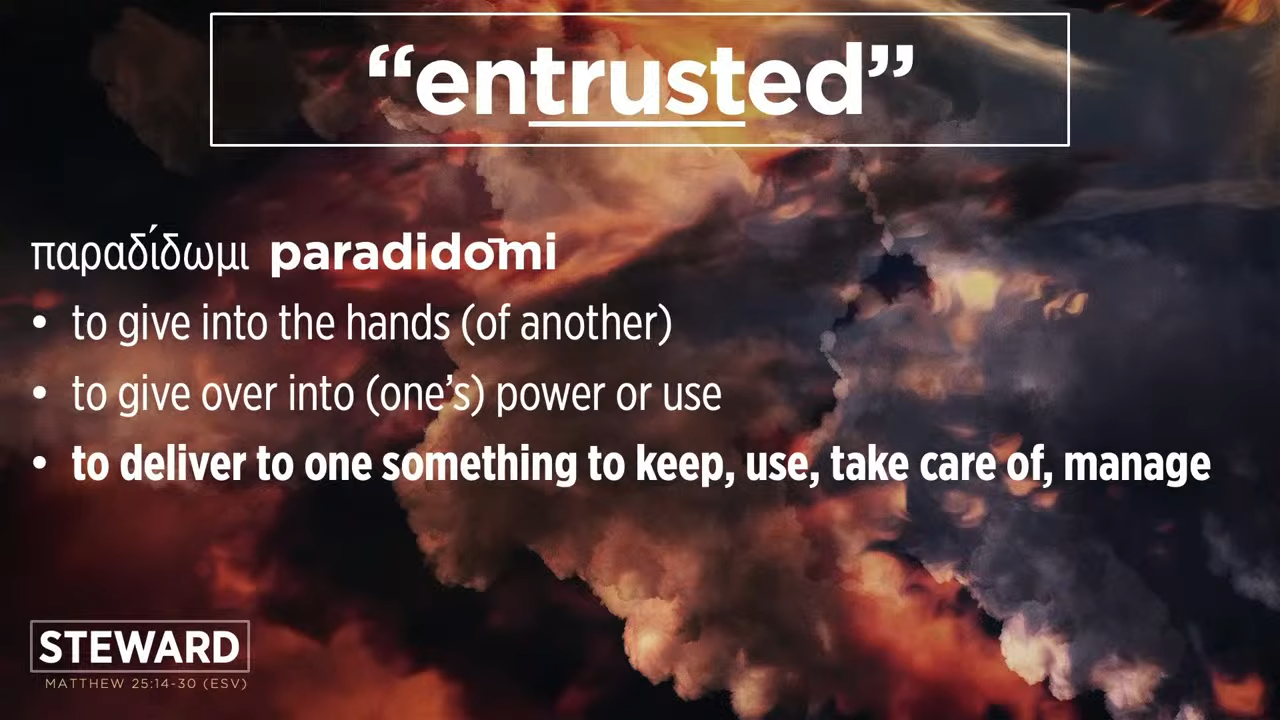 “entrusted”
παραδίδωμι paradidōmi
• to give into the hands (of another)
• to give over into (one’s) power or use
• to deliver to one something to keep, use, take care of, manage
STEWARD
MATTHEW 25:14-30 (ESV)